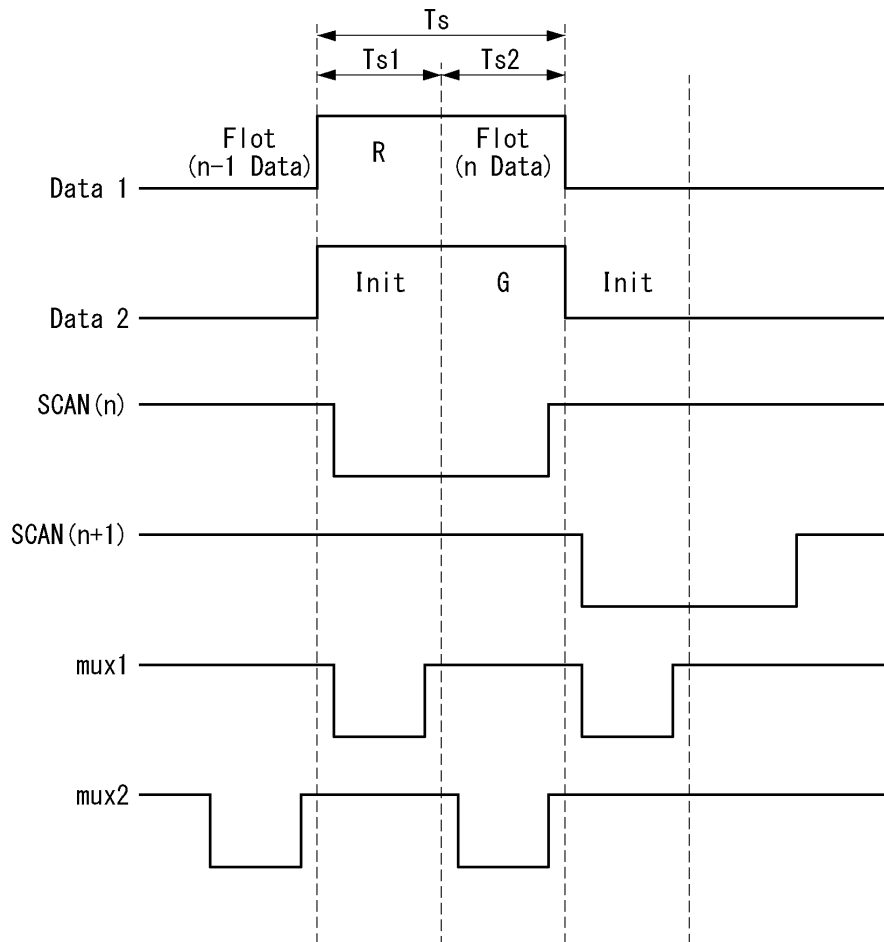 Ts
Ts1 Ts2
Flot
(n-1 Data)
R
Flot
(n Data)
Data 1
Init G Init
Data 2
SCAN(n)
SCAN(n+1)
mux1
mux2